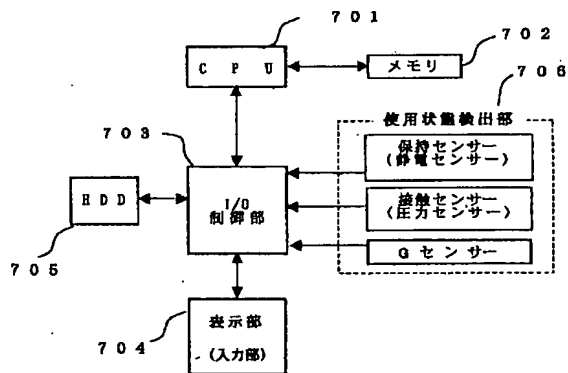 ７０１
ＣＰＵ
７０２
メモリ
７０６
使用状態検出部
７０３
保持センサー
(静電センサー)
ＨＤＤ
I/O
制御部
接触センサー
(圧力センサー)
７０５
Ｇセンサー
７０４
表示部
(入力部)